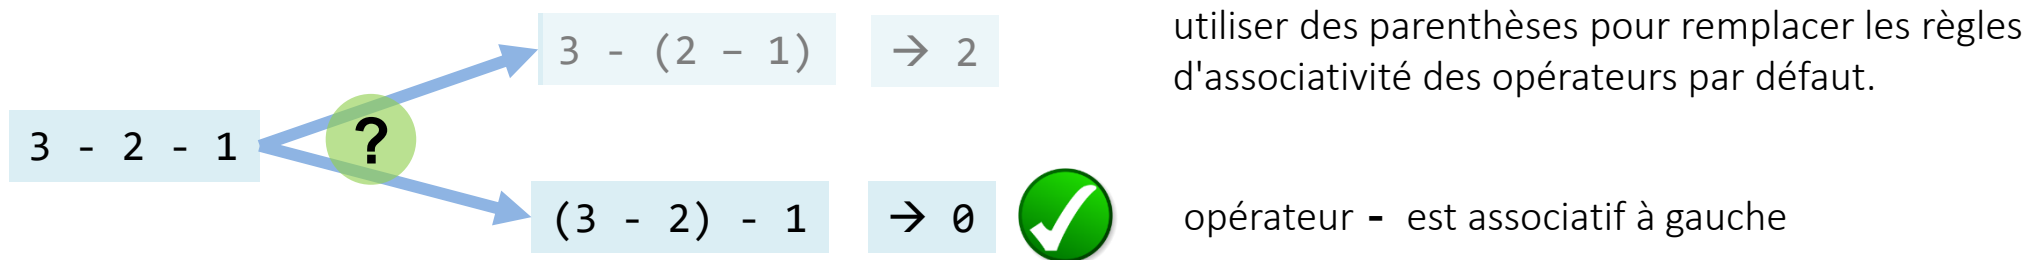 3 - 2 - 1
?
3 - (2 – 1)
→ 2
utiliser des parenthèses pour remplacer les règles
d'associativité des opérateurs par défaut.
(3 - 2) - 1
→ 0
opérateur - est associatif à gauche